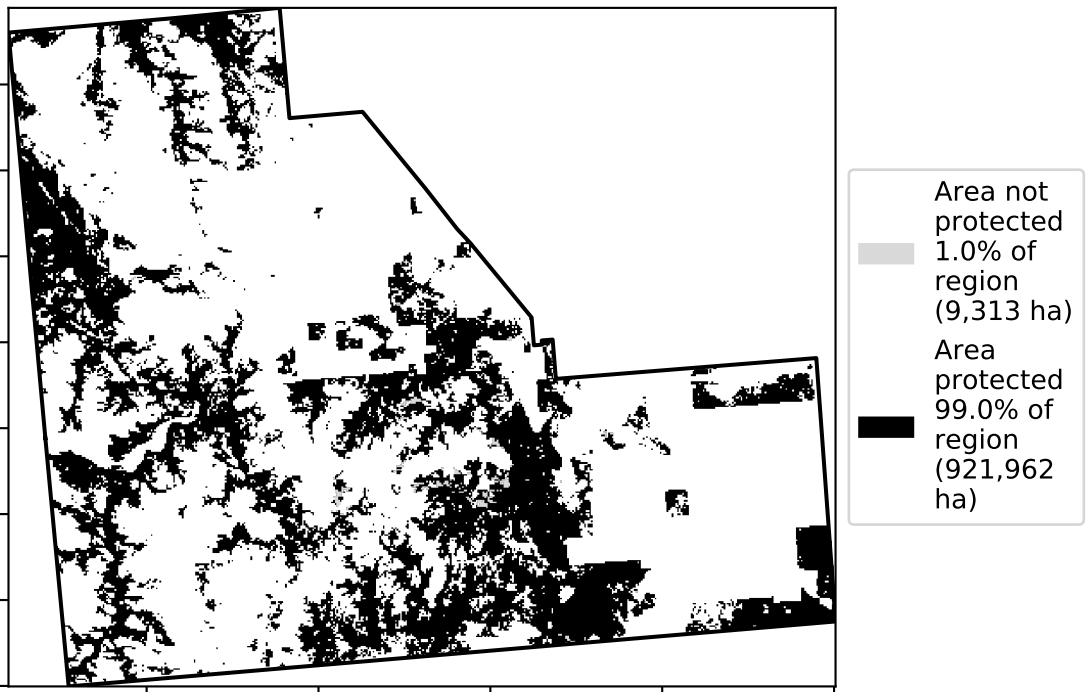 Area not
protected
1.0% of
region
(9,313 ha)
Area
protected
99.0% of
region
(921,962
ha)